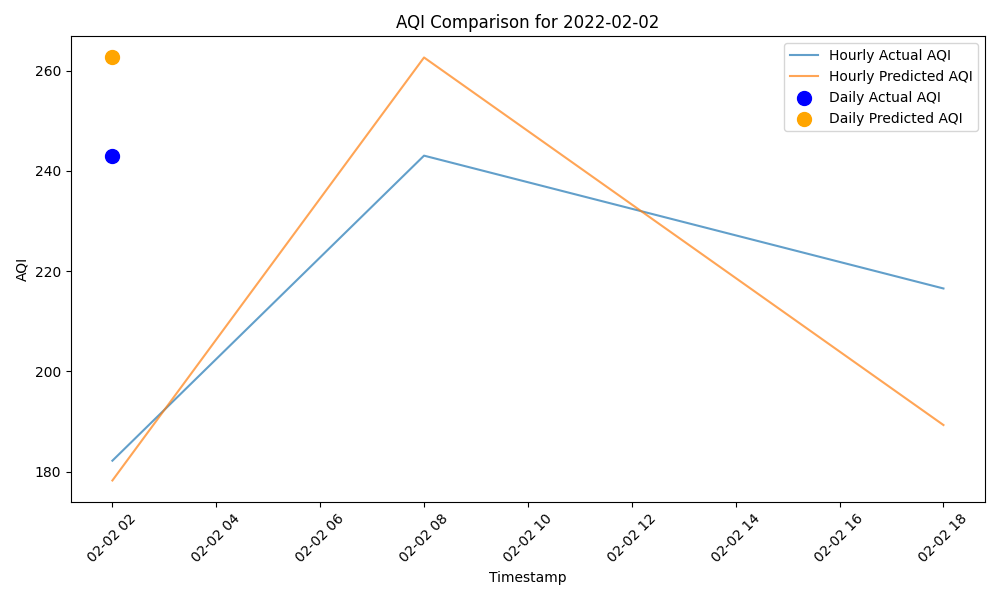 AQI Comparison for 2022-02-02
Hourly Actual AQI
Hourly Predicted AQI
Daily Actual AQI
Daily Predicted AQI
AQI
260
240
220
200
180
02-02 02
02-02 04
02-02 06
02-02 08
02-02 10
02-02 12
02-02 14
02-02 16
02-02 18
Timestamp